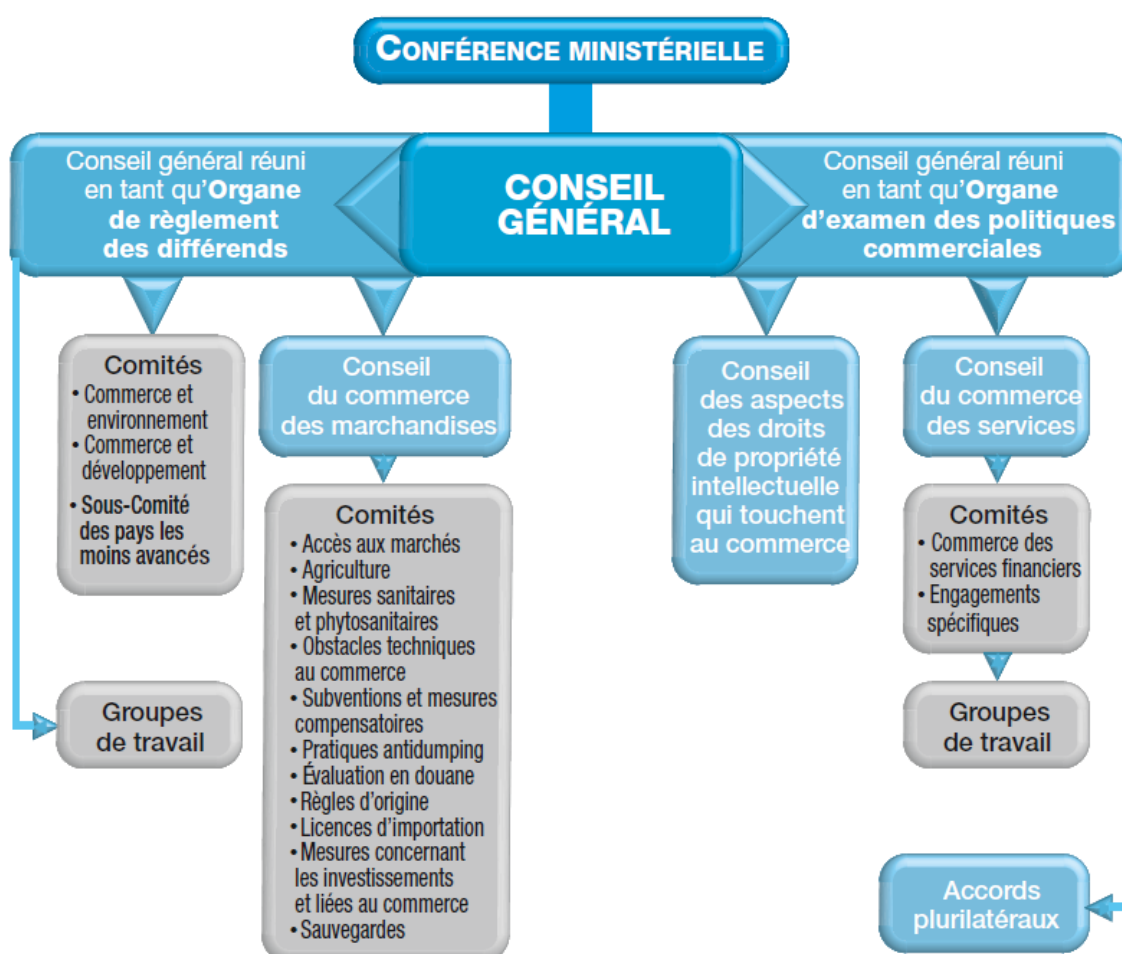 CONFÉRENCE MINISTÉRIELLE
Conseil général réuni
en tant qu'Organe
de règlement
des différends
CONSEIL
GÉNÉRAL
Conseil général réuni
en tant qu'Organe
d'examen des politiques
commerciales
Comités
• Commerce et
environnement
• Commerce et
développement
• Sous-Comité
des pays les
moins avancés
Conseil
du commerce
des marchandises
Comités
• Accès aux marchés
• Agriculture
• Mesures sanitaires
et phytosanitaires
• Obstacles techniques
au commerce
• Subventions et mesures
compensatoires
• Pratiques antidumping
• Évaluation en douane
• Règles d'origine
• Licences d'importation
• Mesures concernant
les investissements
et liées au commerce
• Sauvegardes
Conseil
des aspects
des droits
de propriété
intellectuelle
qui touchent
au commerce
Conseil
du commerce
des services
Comités
• Commerce des
services financiers
• Engagements
spécifiques
Groupes
de travail
Groupes
de travail
Accords
plurilatéraux